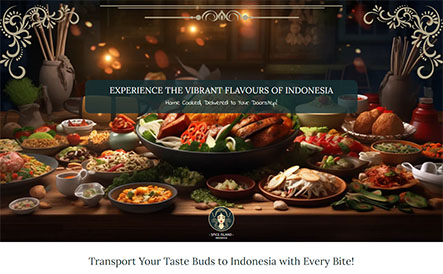 EXPERIENCE THE VIBRANT FLAVOURS OF INDONESIA
Home Cooked, Delivered to Your Doorstep!
SPICE ISLAND
Transport Your Taste Buds to Indonesia with Every Bite!